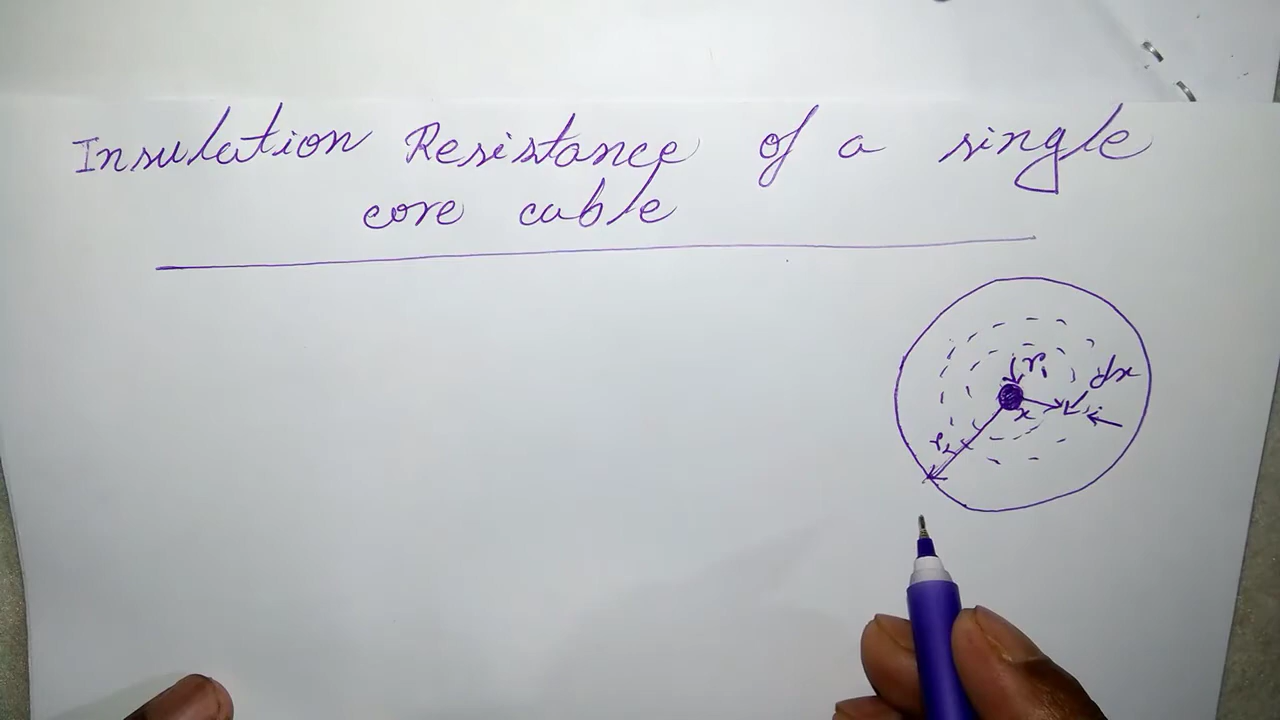 Insulation Resistance of a single
core cable
r₁
dx
x
r₂